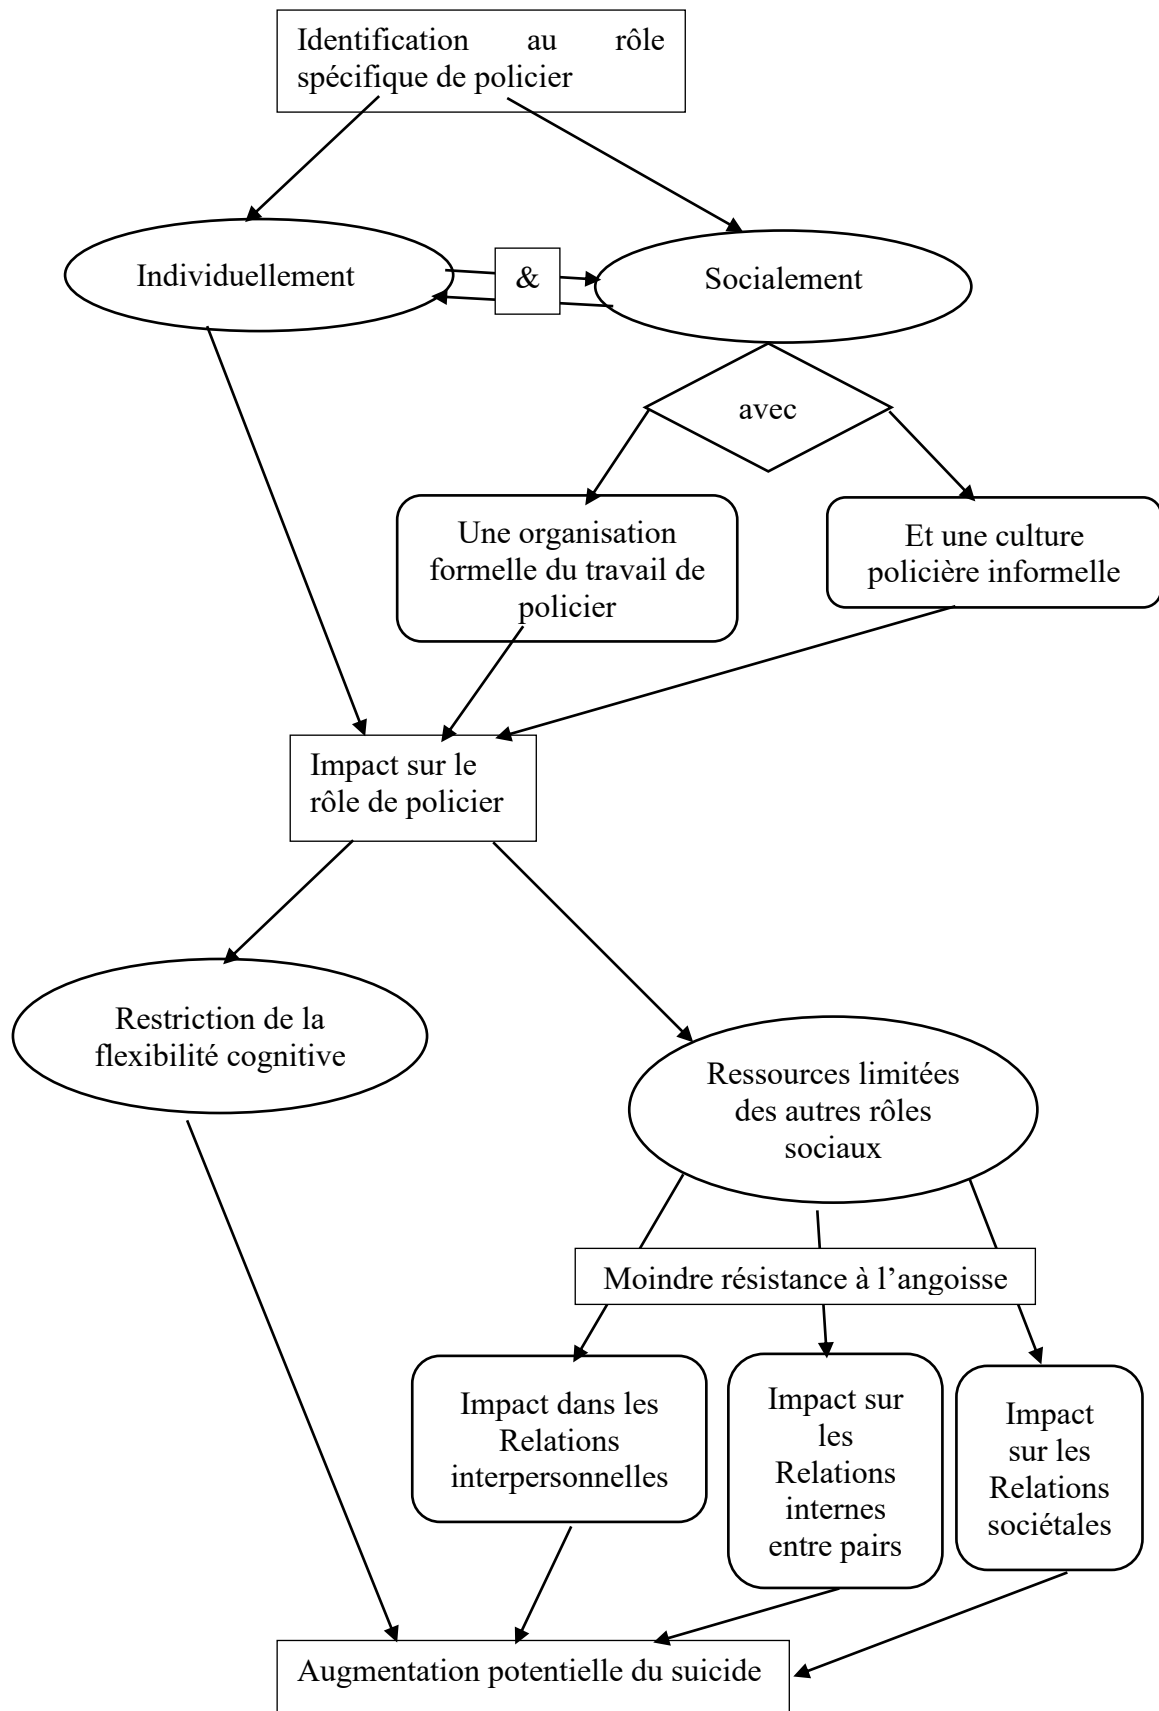 Identification au rôle
spécifique de policier
Individuellement
&
Socialement
avec
Une organisation
formelle du travail de
policier
Et une culture
policière informelle
Impact sur le
rôle de policier
Restriction de la
flexibilité cognitive
Ressources limitées
des autres rôles
sociaux
Moindre résistance à l’angoisse
Impact dans les
Relations
interpersonnelles
Impact sur
les
Relations
internes
entre pairs
Impact
sur les
Relations
sociétales
Augmentation potentielle du suicide